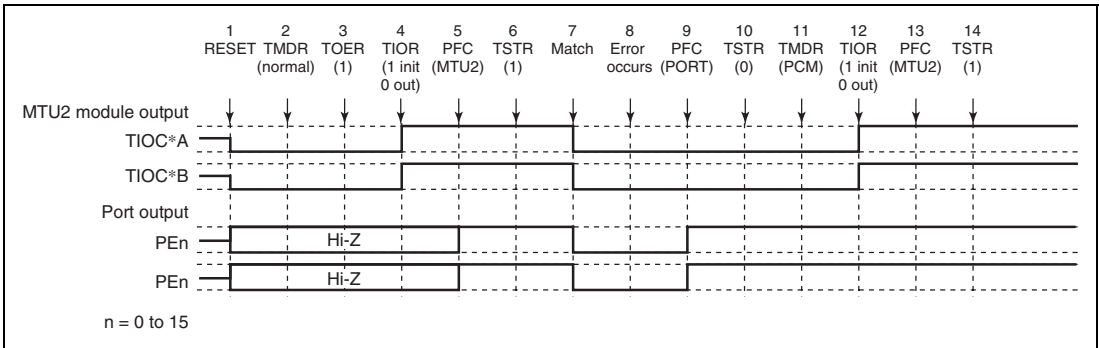 1 2 3 4 5 6 7 8 9 10 11 12 13 14
RESET TMDR TOER TIOR PFC TSTR Match Error PFC TSTR TMDR TIOR PFC TSTR
(normal) (1) (1 init (MTU2) (1) occurs (PORT) (0) (PCM) (1 init (MTU2) (1)
0 out) 0 out)
MTU2 module output
TIOC*A
TIOC*B
Port output
PEn Hi-Z
PEn Hi-Z
n = 0 to 15